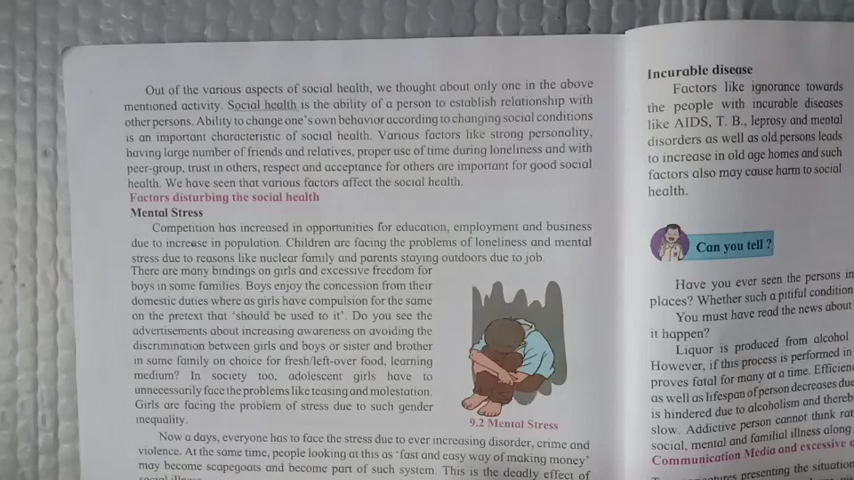 Out of the various aspects of social health, we thought about only one in the above
mentioned activity. Social health is the ability of a person to establish relationship with
other persons. Ability to change one's own behavior according to changing social conditions
is an important characteristic of social health. Various factors like strong personality,
having large number of friends and relatives, proper use of time during loneliness and with
peer-group, trust in others, respect and acceptance for others are important for good social
health. We have seen that various factors affect the social health.
Factors disturbing the social health
Mental Stress
Competition has increased in opportunities for education, employment and business
due to increase in population. Children are facing the problems of loneliness and mental
stress due to reasons like nuclear family and parents staying outdoors due to job.
There are many bindings on girls and excessive freedom for
boys in some families. Boys enjoy the concession from their
domestic duties where as girls have compulsion for the same
on the pretext that 'should be used to it'. Do you see the
advertisements about increasing awareness on avoiding the
discrimination between girls and boys or sister and brother
in same family on choice for fresh/left-over food, learning
medium? In society too, adolescent girls have to
unnecessarily face the problems like teasing and molestation.
Girls are facing the problem of stress due to such gender
inequality.
9.2 Mental Stress
Now a days, everyone has to face the stress due to ever increasing disorder, crime and
violence. At the same time, people looking at this as 'fast and easy way of making money'
may become scapegoats and become part of such system. This is the deadly effect of
Incurable disease
Factors like ignorance towards
the people with incurable diseases
like AIDS, T. B., leprosy and mental
disorders as well as old persons leads
to increase in old age homes and such
factors also may cause harm to social
health.
Can you tell ?
Have you ever seen the persons in
places? Whether such a pitiful condition
You must have read the news about
it happen?
Liquor is produced from alcohol
However, if this process is performed in
proves fatal for many at a time.
as well as lifespan of person decreases due
is hindered due to alcoholism and
slow. Addictive person cannot think
social, mental and familial illness along
Communication Media and excessive
presenting the situation